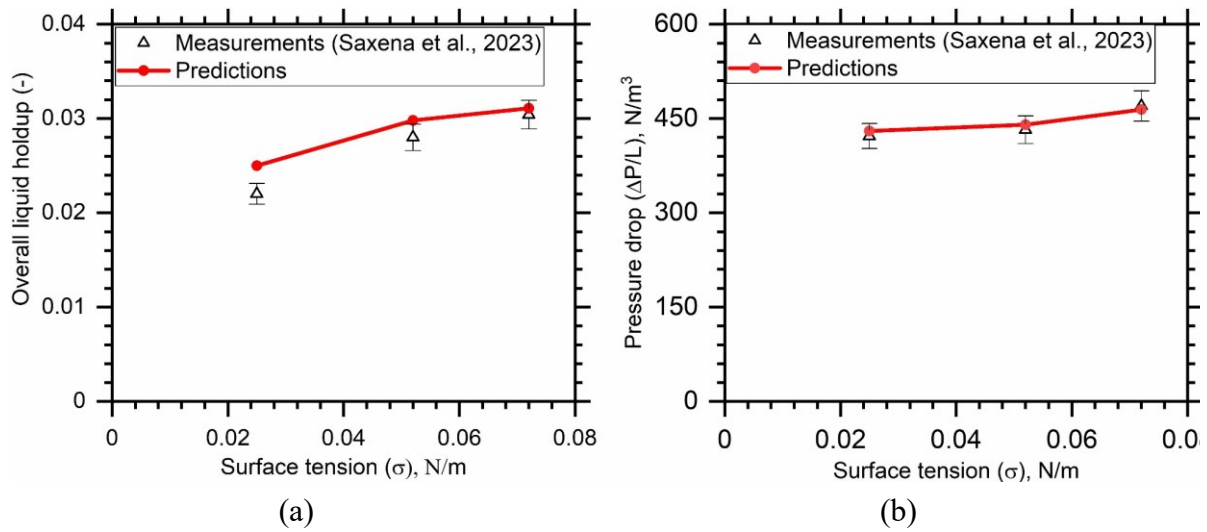 Measurements (Saxena et al., 2023)
Predictions
Overall liquid holdup (-)
0.04
0.03
0.02
0.01
0
0
0.02
0.04
0.06
0.08
Surface tension (σ), N/m
(a)
Measurements (Saxena et al., 2023)
Predictions
Pressure drop (ΔP/L), N/m³
600
450
300
150
0
0
0.02
0.04
0.06
0.08
Surface tension (σ), N/m
(b)